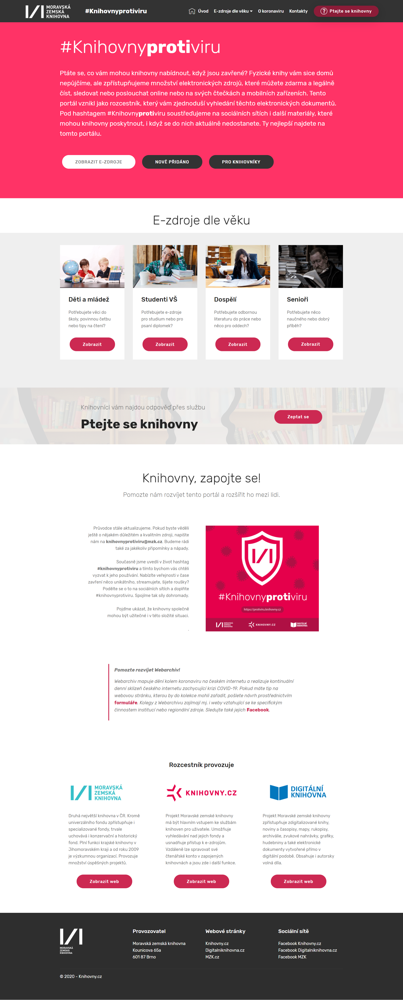 MORAVSKÁ
ZEMSKÁ
KNIHOVNA
#Knihovnyprotiviru
Úvod
E-zdroje dle věku
O koronaviru
Kontakty
Ptejte se knihovny
#Knihovnyprotiviru
Ptáte se, co vám mohou knihovny nabídnout, když jsou zavřené? Fyzické knihy vám sice domů
nepůjčíme, ale zpřístupňujeme množství elektronických zdrojů, které můžete zdarma a legálně
číst, sledovat nebo poslouchat online nebo na svých čtečkách a mobilních zařízeních. Tento
portál vznikl jako rozcestník, který vám zjednoduší vyhledání těchto elektronických dokumentů.
Pod hashtagem #Knihovnyprotiviru soustřeďujeme na sociálních sítích i další materiály, které
mohou knihovny poskytnout, i když se do nich aktuálně nedostanete. Ty nejlepší najdete na
tomto portálu.
ZOBRAZIT E-ZDROJE
NOVĚ PŘIDÁNO
PRO KNIHOVNÍKY
E-zdroje dle věku
Děti a mládež
Potřebujete věci do
školy, povinnou četbu
nebo tipy na čtení?
Zobrazit
Studenti VŠ
Potřebujete e-zdroje
pro studium nebo pro
psaní diplomek?
Zobrazit
Dospělí
Potřebujete odbornou
literaturu do práce nebo
něco pro oddech?
Zobrazit
Senioři
Potřebujete něco
naučného nebo dobrý
příběh?
Zobrazit
Knihovníci vám najdou odpověď přes službu
Ptejte se knihovny
Zeptat se
Knihovny, zapojte se!
Pomozte nám rozvíjet tento portál a rozšířit ho mezi lidi.
Průvodce stále aktualizujeme. Pokud byste věděli
ještě o nějakém důležitém a kvalitním zdroji, napište
nám na knihovnyprotiviru@mzk.cz. Budeme rádi
také za jakékoliv připomínky a nápady.
Současně jsme uvedli v život hashtag
#knihovnyprotiviru a tímto bychom vás chtěli
vyzvat k jeho používání. Nabízíte veřejnosti v čase
zavření něco unikátního, streamujete, šijete roušky?
Podělte se o to na sociálních sítích a doplňte
#knihovnyprotiviru. Spojíme tak síly dohromady.
Pojďme ukázat, že knihovny společně
mohou být užitečné i v této složité situaci.
.
#Knihovnyprotiviru
https://protiviru.knihovny.cz
MORAVSKÁ
ZEMSKÁ
KNIHOVNA
KNIHOVNY.CZ
DIGITÁLNÍ
KNIHOVNA
Pomozte rozvíjet Webarchiv!
Webarchiv mapuje dění kolem koronaviru na českém internetu a realizuje kontinuální
denní sklizeň českého internetu zachycující krizi COVID-19. Pokud máte tip na
webovou stránku, kterou by do kolekce mohli zařadit, pošlete návrh prostřednictvím
formuláře. Kolegy z Webarchivu zajímají mj. i weby vztahující se ke specifickým
činnostem institucí nebo regionální zdroje. Sledujte také jejich Facebook.
Rozcestník provozuje
MORAVSKÁ
ZEMSKÁ
KNIHOVNA
Druhá největší knihovna v ČR. Kromě
univerzálního fondu zpřístupňuje i
specializované fondy, trvale
uchovává i konzervační a historický
fond. Plní funkci krajské knihovny v
Jihomoravském kraji a od roku 2009
je výzkumnou organizací. Provozuje
množství úspěšných projektů.
Zobrazit web
KNIHOVNY.CZ
Projekt Moravské zemské knihovny
má být hlavním vstupem ke službám
knihoven pro uživatele. Umožňuje
vyhledávání nad jejich fondy a
usnadňuje přístup k e-zdrojům.
Vzdáleně lze spravovat své
čtenářské konto v zapojených
knihovnách a jsou zde i další funkce.
Zobrazit web
DIGITÁLNÍ
KNIHOVNA
Projekt Moravské zemské knihovny
zpřístupňuje zdigitalizované knihy,
noviny a časopisy, mapy, rukopisy,
archiválie, zvukové nahrávky, grafiky,
hudebniny a také elektronické
dokumenty vytvořené přímo v
digitální podobě. Obsahuje i autorsky
volná díla.
Zobrazit web
MORAVSKÁ
ZEMSKÁ
KNIHOVNA
Provozovatel
Moravská zemská knihovna
Kounicova 65a
601 87 Brno
Webové stránky
Knihovny.cz
Digitalniknihovna.cz
MZK.cz
Sociální sítě
Facebook Knihovny.cz
Facebook Digitalniknihovna.cz
Facebook MZK
© 2020 - Knihovny.cz